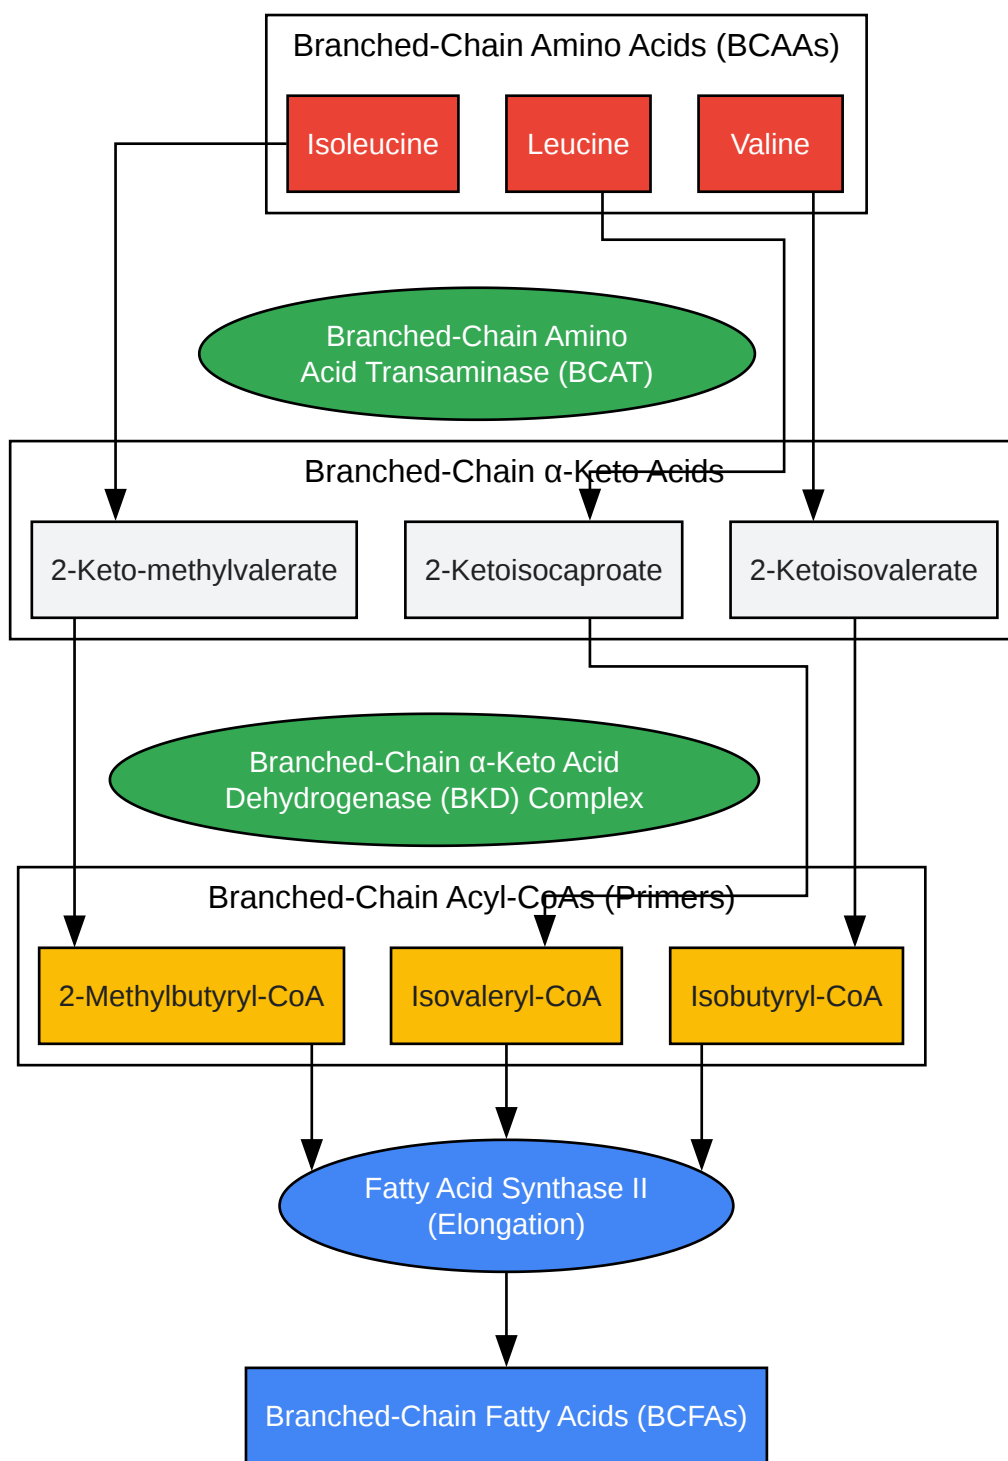 Branched-Chain Amino Acids (BCAAs)
Isoleucine
Leucine
Valine
Branched-Chain Amino
Acid Transaminase (BCAT)
Branched-Chain α-Keto Acids
2-Keto-methylvalerate
2-Ketoisocaproate
2-Ketoisovalerate
Branched-Chain α-Keto Acid
Dehydrogenase (BKD) Complex
Branched-Chain Acyl-CoAs (Primers)
2-Methylbutyryl-CoA
Isovaleryl-CoA
Isobutyryl-CoA
Fatty Acid Synthase II
(Elongation)
Branched-Chain Fatty Acids (BCFAs)